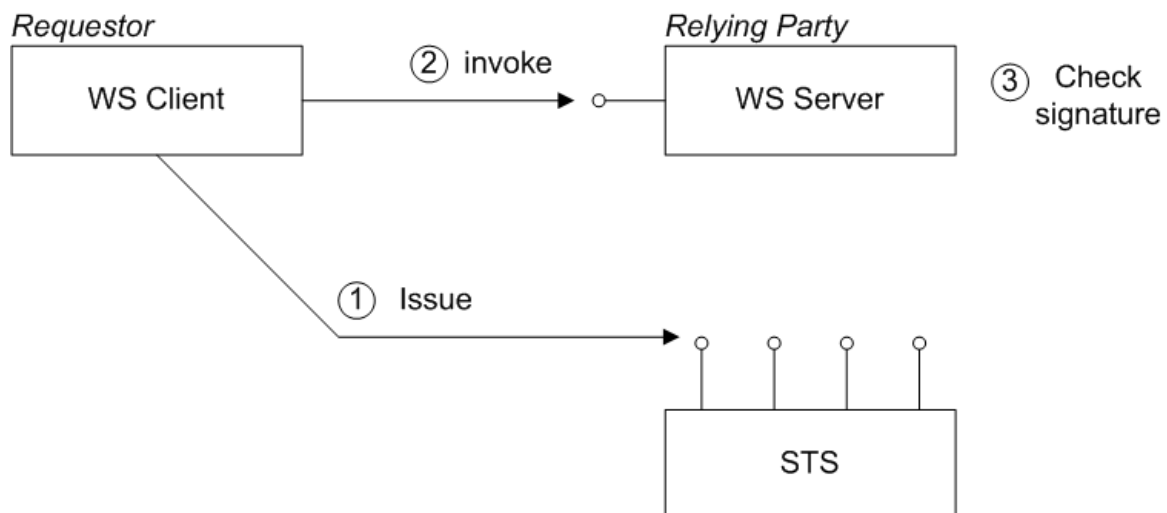 Requestor
Relying Party
WS Client
② invoke
WS Server
③ Check
signature
① Issue
STS